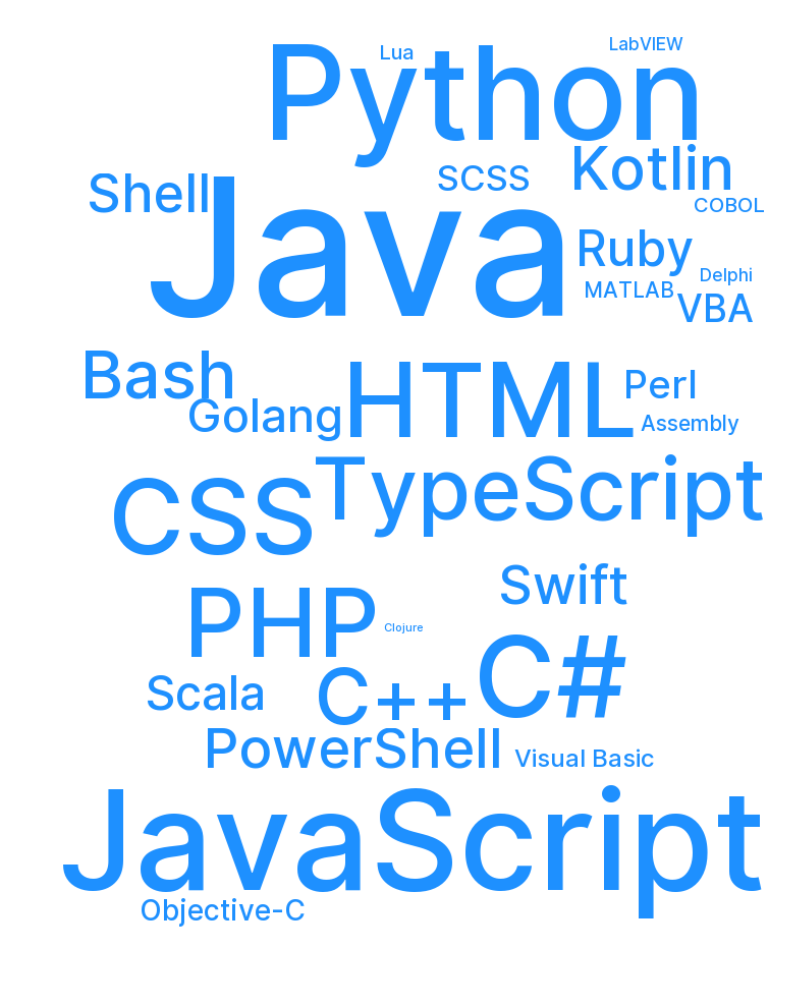 Lua
LabVIEW
Python
Kotlin
SCSS
Shell
COBOL
Java
Ruby
Delphi
MATLAB
VBA
Bash
HTML
Perl
Golang
Assembly
TypeScript
CSS
Swift
PHP
Clojure
C#
Scala
C++
PowerShell
Visual Basic
JavaScript
Objective-C